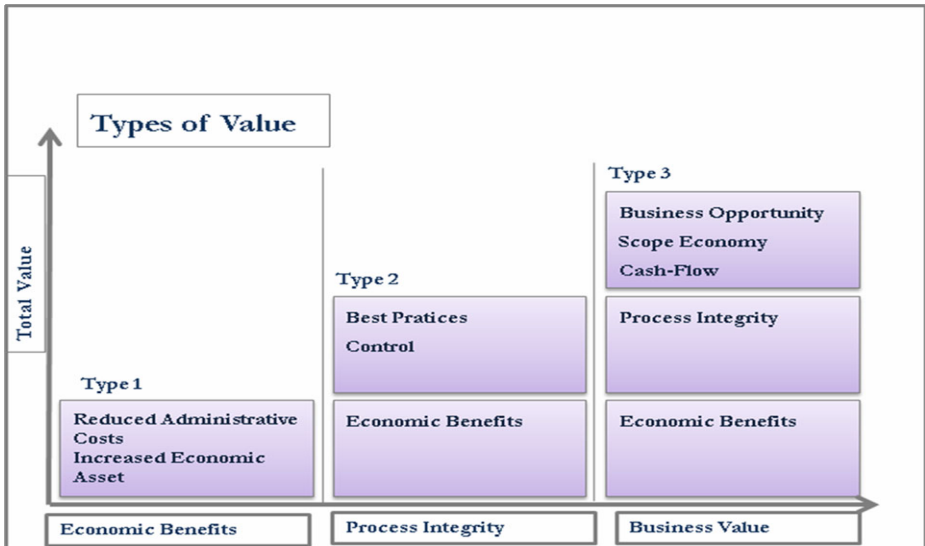 Types of Value
Total Value
Type 1
Reduced Administrative
Costs
Increased Economic
Asset
Economic Benefits
Type 2
Best Pratices
Control
Economic Benefits
Process Integrity
Type 3
Business Opportunity
Scope Economy
Cash-Flow
Process Integrity
Economic Benefits
Business Value